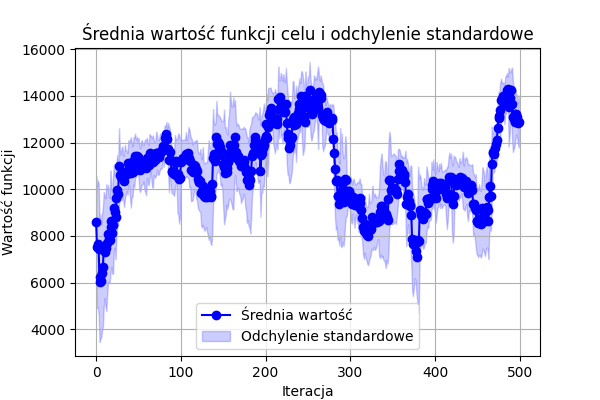 Średnia wartość funkcji celu i odchylenie standardowe
Wartość funkcji
16000
14000
12000
10000
8000
6000
4000
Średnia wartość
Odchylenie standardowe
0 100 200 300 400 500
Iteracja